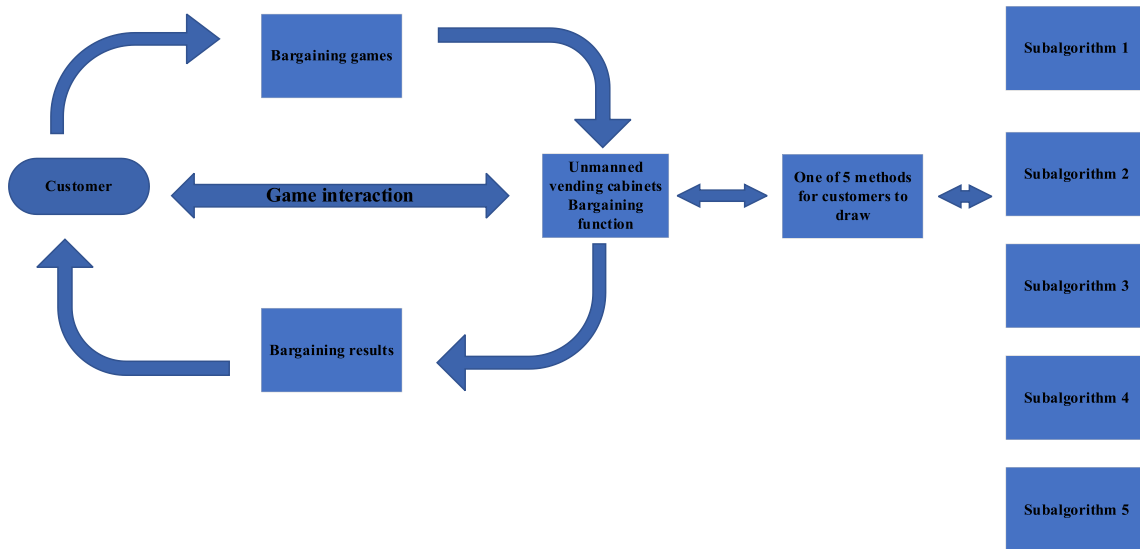 Bargaining games
Customer
Game interaction
Unmanned
vending cabinets
Bargaining
function
One of 5 methods
for customers to
draw
Bargaining results
Subalgorithm 1
Subalgorithm 2
Subalgorithm 3
Subalgorithm 4
Subalgorithm 5